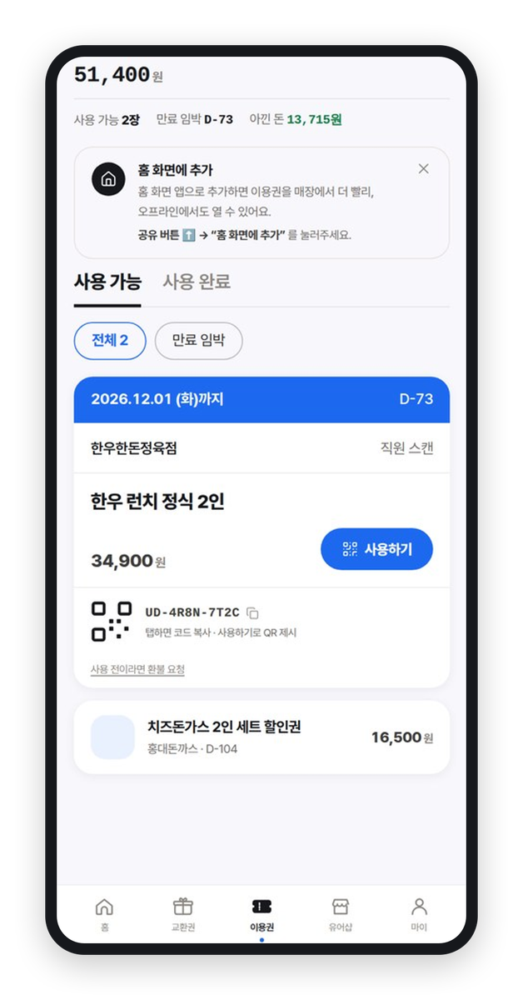 51,400원
사용 가능 2장 만료 임박 D-73 아낀 돈 13,715원
홈 화면에 추가
홈 화면 앱으로 추가하면 이용권을 매장에서 더 빨리,
오프라인에서도 열 수 있어요.
공유 버튼 ⬆️ → “홈 화면에 추가” 를 눌러주세요.
사용 가능 사용 완료
전체 2 만료 임박
2026.12.01 (화)까지 D-73
한우한돈정육점 직원 스캔
한우 런치 정식 2인
34,900원 사용하기
UD-4R8N-7T2C
탭하면 코드 복사 · 사용하기로 QR 제시
사용 전이라면 환불 요청
치즈돈가스 2인 세트 할인권
홍대돈까스 · D-104
16,500원
홈 교환권 이용권 유어샵 마이